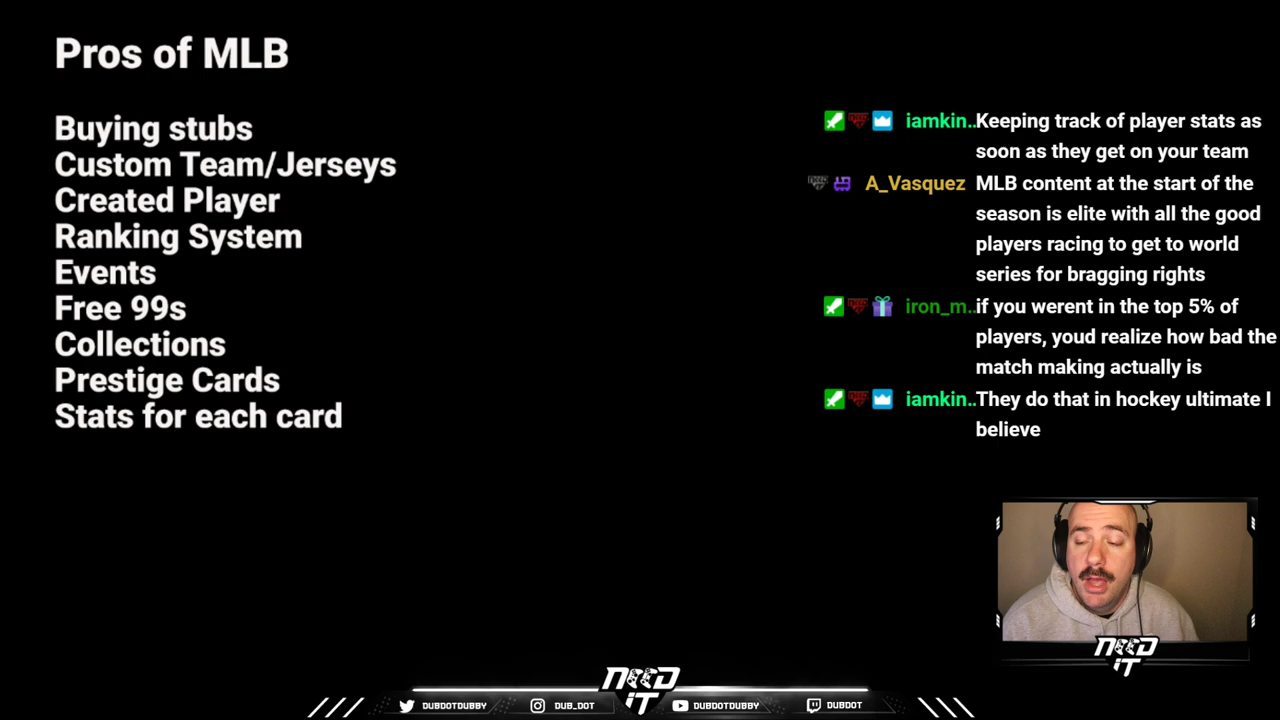 Pros of MLB
Buying stubs
Custom Team/Jerseys
Created Player
Ranking System
Events
Free 99s
Collections
Prestige Cards
Stats for each card
iamkin.. Keeping track of player stats as
soon as they get on your team
A_Vasquez MLB content at the start of the
season is elite with all the good
players racing to get to world
series for bragging rights
iron_m.. if you werent in the top 5% of
players, youd realize how bad the
match making actually is
iamkin.. They do that in hockey ultimate I
believe
NEED
IT
NEED
IT
DUBDOTDUBBY DUB_DOT DUBDOTDUBBY DUBDOT